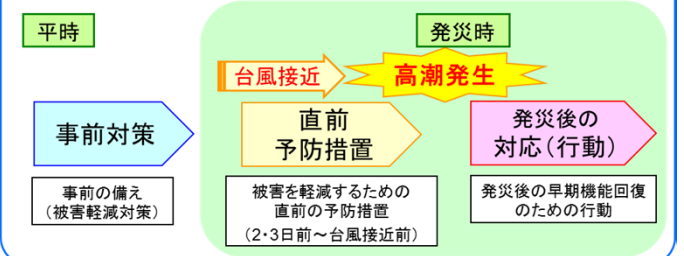 平時
発災時
台風接近
高潮発生
事前対策
直前
予防措置
発災後の
対応(行動)
事前の備え
(被害軽減対策)
被害を軽減するための
直前の予防措置
(2・3日前～台風接近前)
発災後の早期機能回復
のための行動